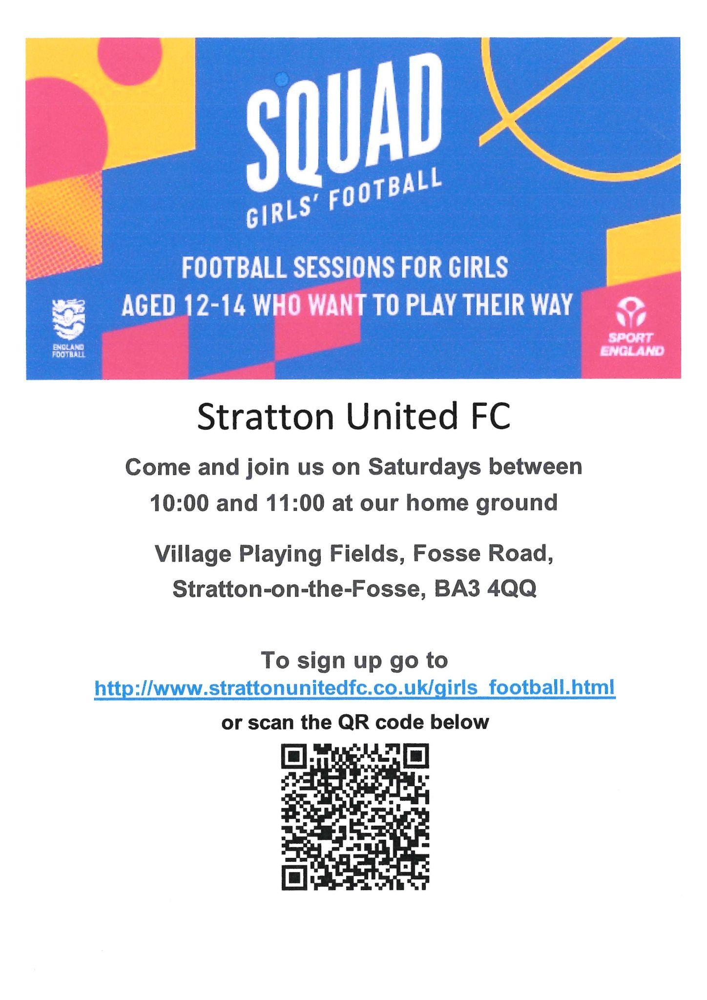 SQUAD
GIRLS' FOOTBALL
FOOTBALL SESSIONS FOR GIRLS
AGED 12-14 WHO WANT TO PLAY THEIR WAY
ENGLAND
FOOTBALL
SPORT
ENGLAND
Stratton United FC
Come and join us on Saturdays between
10:00 and 11:00 at our home ground
Village Playing Fields, Fosse Road,
Stratton-on-the-Fosse, BA3 4QQ
To sign up go to
http://www.strattonunitedfc.co.uk/girls_football.html
or scan the QR code below